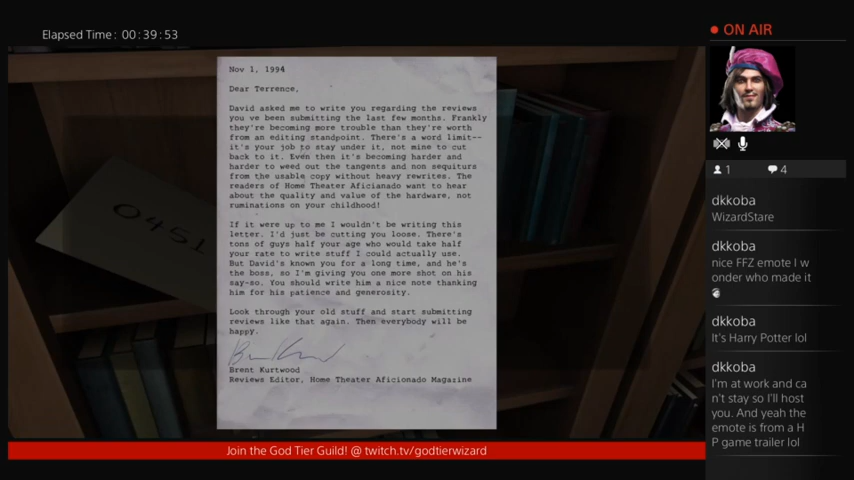 Elapsed Time : 00:39:53
Nov 1, 1994
Dear Terrence,
David asked me to write you regarding the reviews
you ve been submitting the last few months. Frankly
they're becoming more trouble than they're worth
from an editing standpoint. There's a word limit--
it's your job to stay under it, not mine to cut
back to it. Even then it's becoming harder and
harder to weed out the tangents and non sequiturs
from the usable copy without heavy rewrites. The
readers of Home Theater Aficianado want to hear
about the quality and value of the hardware, not
ruminations on your childhood!
If it were up to me I wouldn't be writing this
letter. I'd just be cutting you loose. There's
tons of guys half your age who would take half
your rate to write stuff I could actually use.
But David's known you for a long time, and he's
the boss, so I'm giving you one more shot on his
say-so. You should write him a nice note thanking
him for his patience and generosity.
Look through your old stuff and start submitting
reviews like that again. Then everybody will be
happy.
Brent Kurtwood
Reviews Editor, Home Theater Aficianado Magazine
0451
Join the God Tier Guild! @ twitch.tv/godtierwizard
ON AIR
1
4
dkkoba
WizardStare
dkkoba
nice FFZ emote I w
onder who made it
dkkoba
It's Harry Potter lol
dkkoba
I'm at work and ca
n't stay so I'll host
you. And yeah the
emote is from a H
P game trailer lol